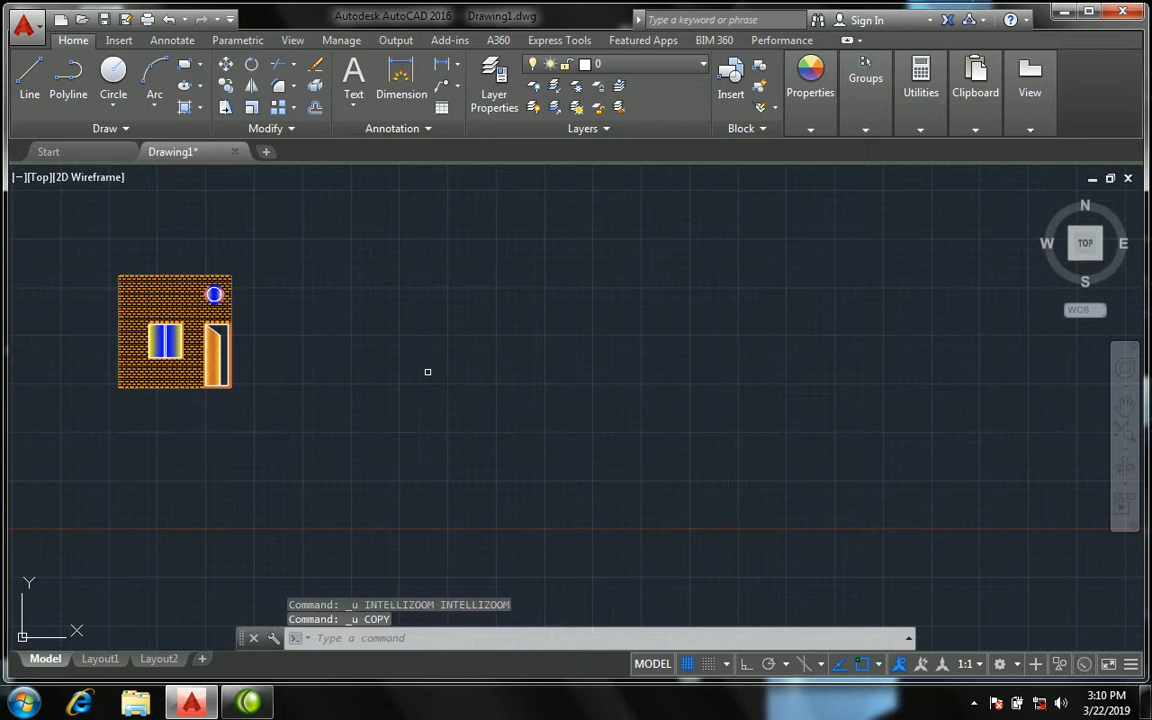 Autodesk AutoCAD 2016 Drawing1.dwg
Type a keyword or phrase
Sign In
Home Insert Annotate Parametric View Manage Output Add-ins A360 Express Tools Featured Apps BIM 360 Performance
Line Polyline Circle Arc
Text Dimension
Layer Properties
0
Insert
Properties
Groups
Utilities
Clipboard
View
Draw Modify Annotation Layers Block
Start Drawing1*
[−][Top][2D Wireframe]
N
W TOP E
S
WCS
Y
X
Command: _u INTELLIZOOM INTELLIZOOM
Command: _u COPY
Type a command
Model Layout1 Layout2
MODEL 1:1
3:10 PM
3/22/2019